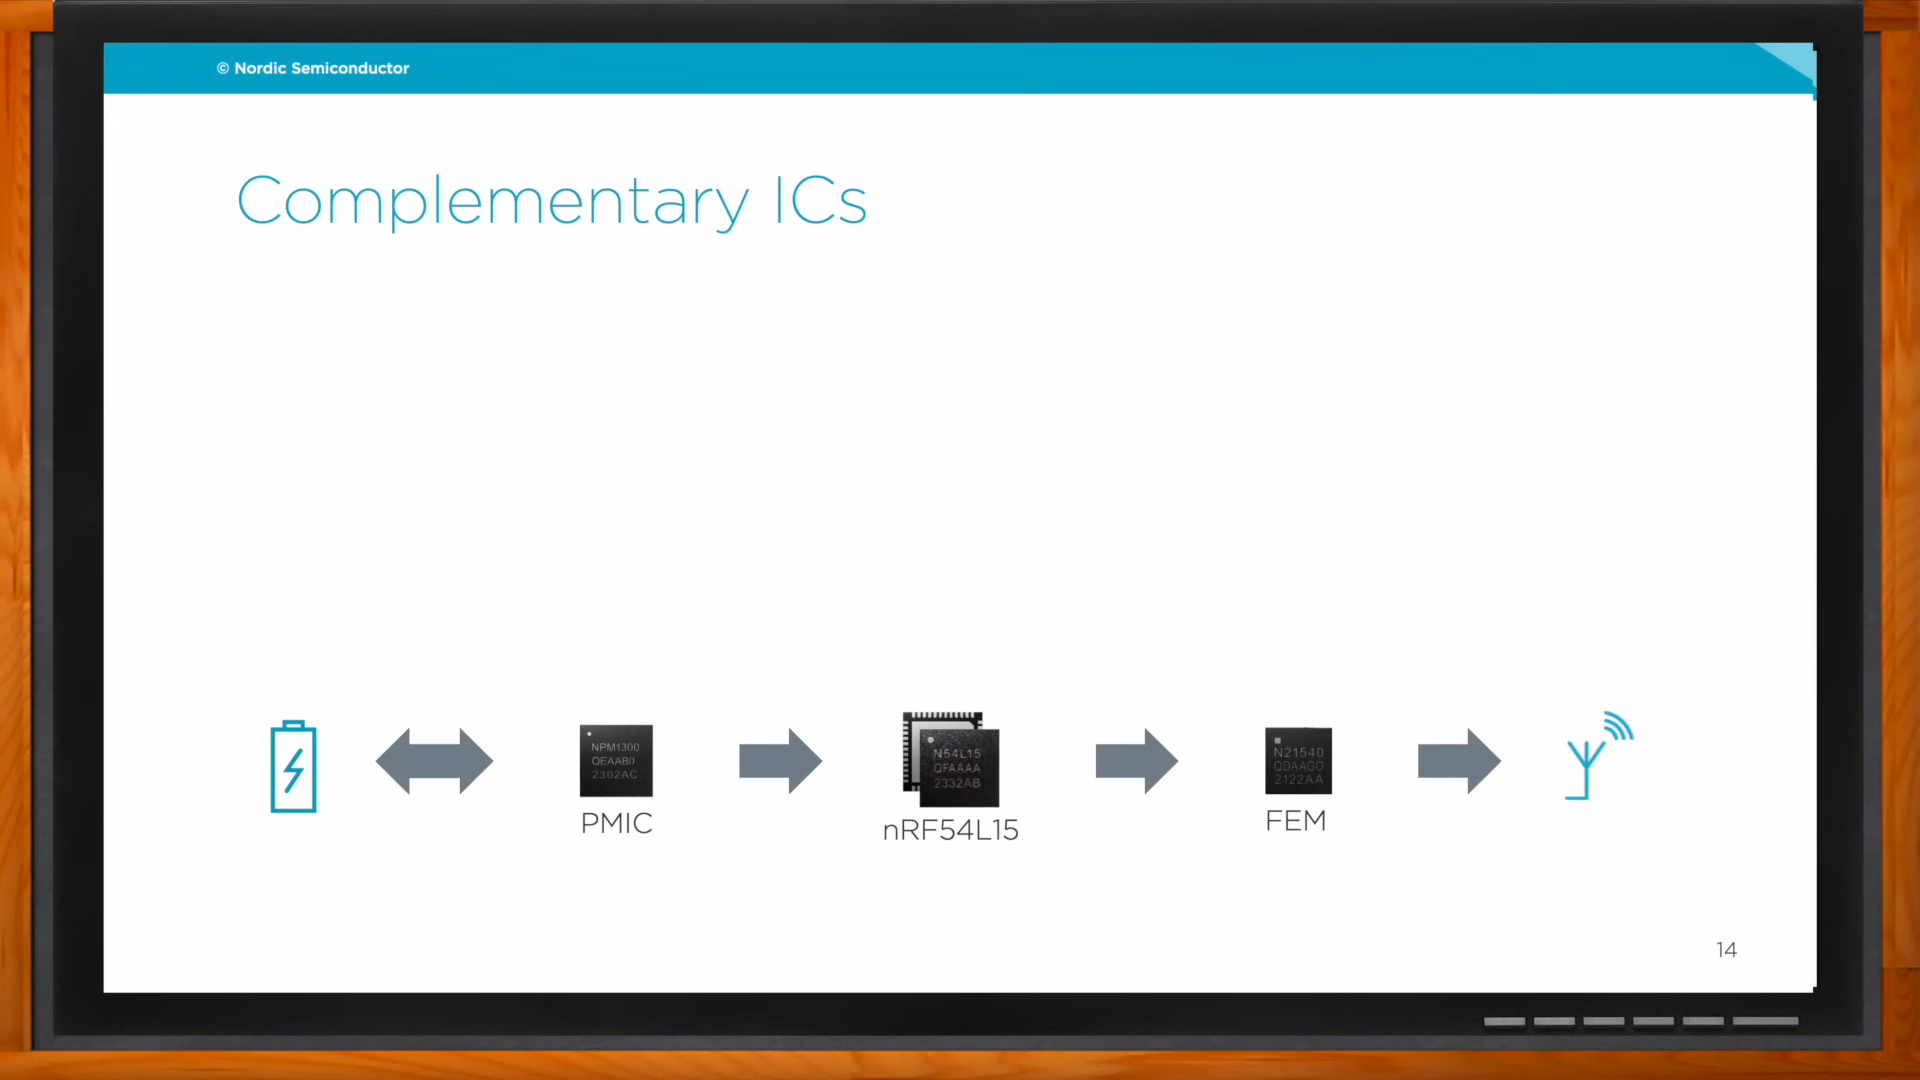 © Nordic Semiconductor
Complementary ICs
NPM1300
QEAAB0
2302AC
PMIC
N54L15
QFAAAA
2332AB
nRF54L15
N21540
QDAAG0
2122AA
FEM
14